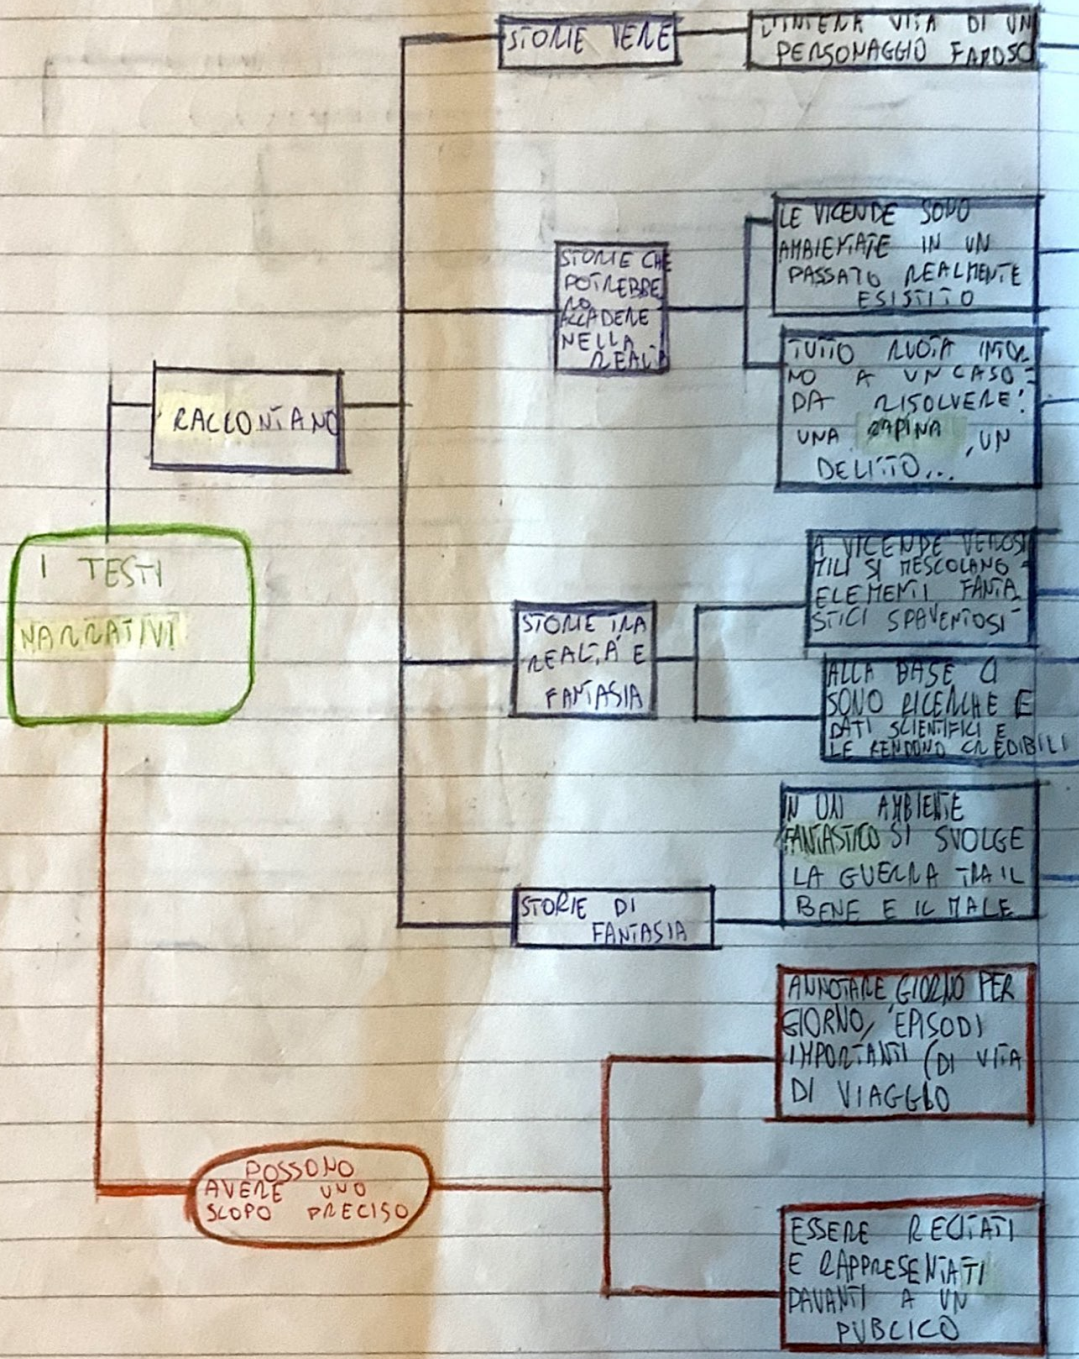 STORIE VERE
L'INTERA VITA DI UN
PERSONAGGIO FAMOSO
LE VICENDE SONO
AMBIENTATE IN UN
PASSATO REALMENTE
ESISTITO
STORIE CHE
POTREBBE
RO
ACCADERE
NELLA
REALTÀ
TUTTO RUOTA INTOR-
NO A UN CASO
DA RISOLVERE:
UNA RAPINA, UN
DELITTO...
RACCONTANO
I TESTI
NARRATIVI
A VICENDE VEROSI
MILI SI MESCOLANO
ELEMENTI FANTA-
STICI SPAVENTOSI
STORIE TRA
REALTÀ E
FANTASIA
ALLA BASE CI
SONO RICERCHE E
DATI SCIENTIFICI E
LE RENDONO CREDIBILI
IN UN AMBIENTE
FANTASTICO SI SVOLGE
LA GUERRA TRA IL
BENE E IL MALE
STORIE DI
FANTASIA
ANNOTARE, GIORNO PER
GIORNO, EPISODI
IMPORTANTI (DI VITA
DI VIAGGIO
POSSONO
AVERE UNO
SCOPO PRECISO
ESSERE RECITATI
E RAPPRESENTATI
DAVANTI A UN
PUBLICO